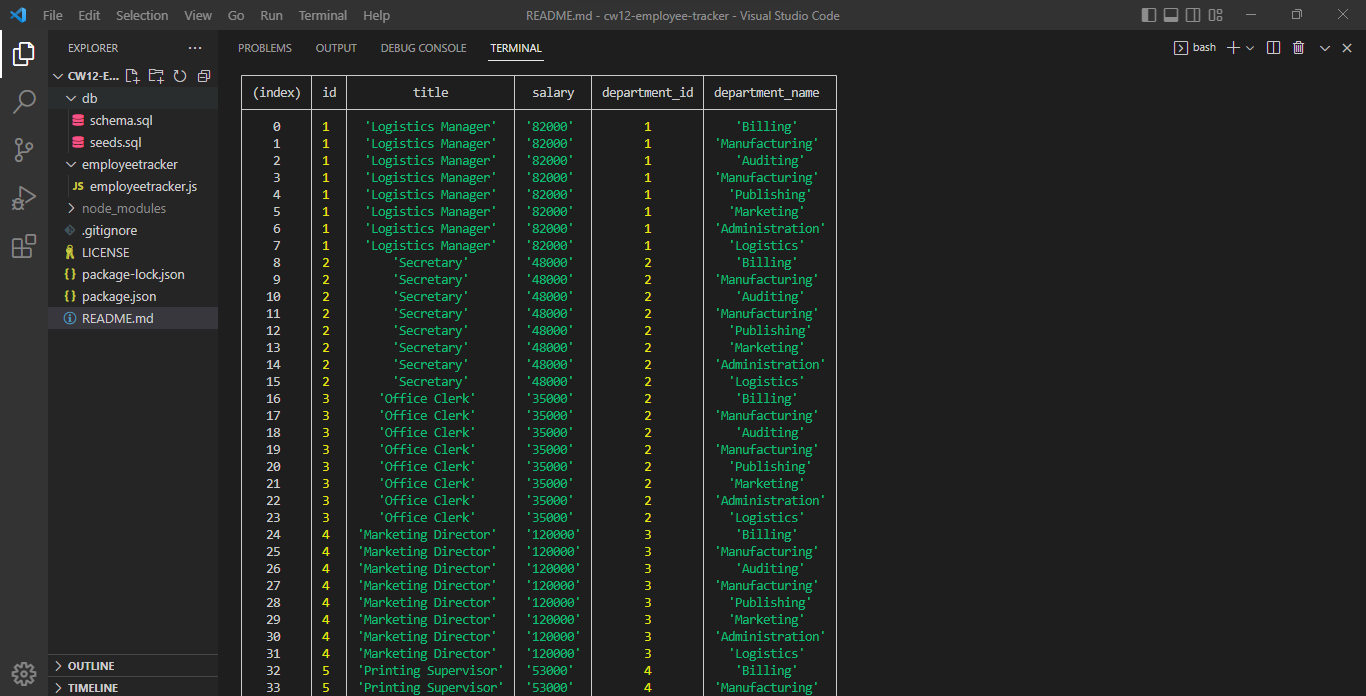 File Edit Selection View Go Run Terminal Help README.md - cw12-employee-tracker - Visual Studio Code
EXPLORER ...
CW12-E...
db
schema.sql
seeds.sql
employeetracker
JS employeetracker.js
node_modules
.gitignore
LICENSE
{} package-lock.json
{} package.json
README.md
OUTLINE
TIMELINE
PROBLEMS OUTPUT DEBUG CONSOLE TERMINAL bash
(index) id title salary department_id department_name
0 1 'Logistics Manager' '82000' 1 'Billing'
1 1 'Logistics Manager' '82000' 1 'Manufacturing'
2 1 'Logistics Manager' '82000' 1 'Auditing'
3 1 'Logistics Manager' '82000' 1 'Manufacturing'
4 1 'Logistics Manager' '82000' 1 'Publishing'
5 1 'Logistics Manager' '82000' 1 'Marketing'
6 1 'Logistics Manager' '82000' 1 'Administration'
7 1 'Logistics Manager' '82000' 1 'Logistics'
8 2 'Secretary' '48000' 2 'Billing'
9 2 'Secretary' '48000' 2 'Manufacturing'
10 2 'Secretary' '48000' 2 'Auditing'
11 2 'Secretary' '48000' 2 'Manufacturing'
12 2 'Secretary' '48000' 2 'Publishing'
13 2 'Secretary' '48000' 2 'Marketing'
14 2 'Secretary' '48000' 2 'Administration'
15 2 'Secretary' '48000' 2 'Logistics'
16 3 'Office Clerk' '35000' 2 'Billing'
17 3 'Office Clerk' '35000' 2 'Manufacturing'
18 3 'Office Clerk' '35000' 2 'Auditing'
19 3 'Office Clerk' '35000' 2 'Manufacturing'
20 3 'Office Clerk' '35000' 2 'Publishing'
21 3 'Office Clerk' '35000' 2 'Marketing'
22 3 'Office Clerk' '35000' 2 'Administration'
23 3 'Office Clerk' '35000' 2 'Logistics'
24 4 'Marketing Director' '120000' 3 'Billing'
25 4 'Marketing Director' '120000' 3 'Manufacturing'
26 4 'Marketing Director' '120000' 3 'Auditing'
27 4 'Marketing Director' '120000' 3 'Manufacturing'
28 4 'Marketing Director' '120000' 3 'Publishing'
29 4 'Marketing Director' '120000' 3 'Marketing'
30 4 'Marketing Director' '120000' 3 'Administration'
31 4 'Marketing Director' '120000' 3 'Logistics'
32 5 'Printing Supervisor' '53000' 4 'Billing'
33 5 'Printing Supervisor' '53000' 4 'Manufacturing'